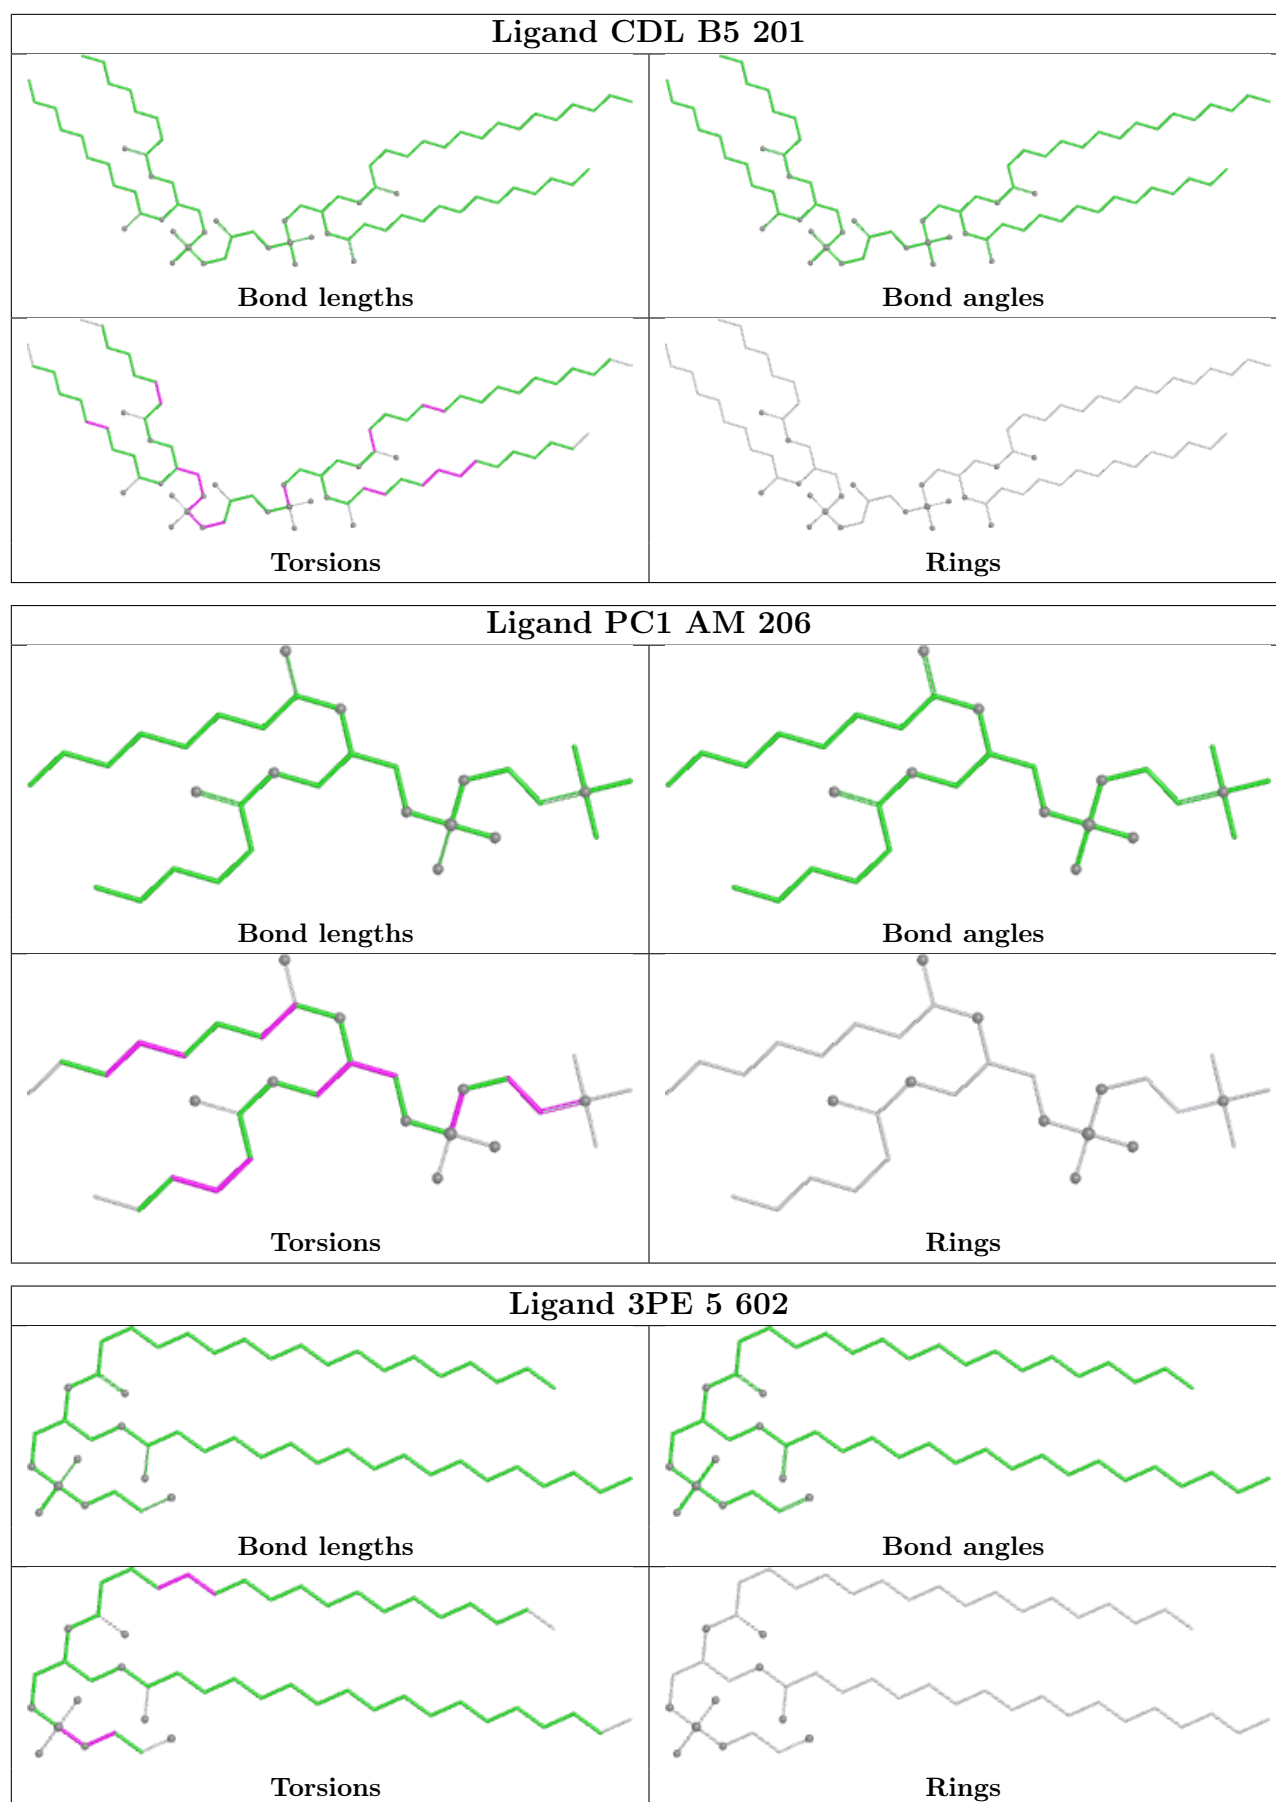 Ligand CDL B5 201
Bond lengths
Bond angles
Torsions
Rings
Ligand PC1 AM 206
Bond lengths
Bond angles
Torsions
Rings
Ligand 3PE 5 602
Bond lengths
Bond angles
Torsions
Rings